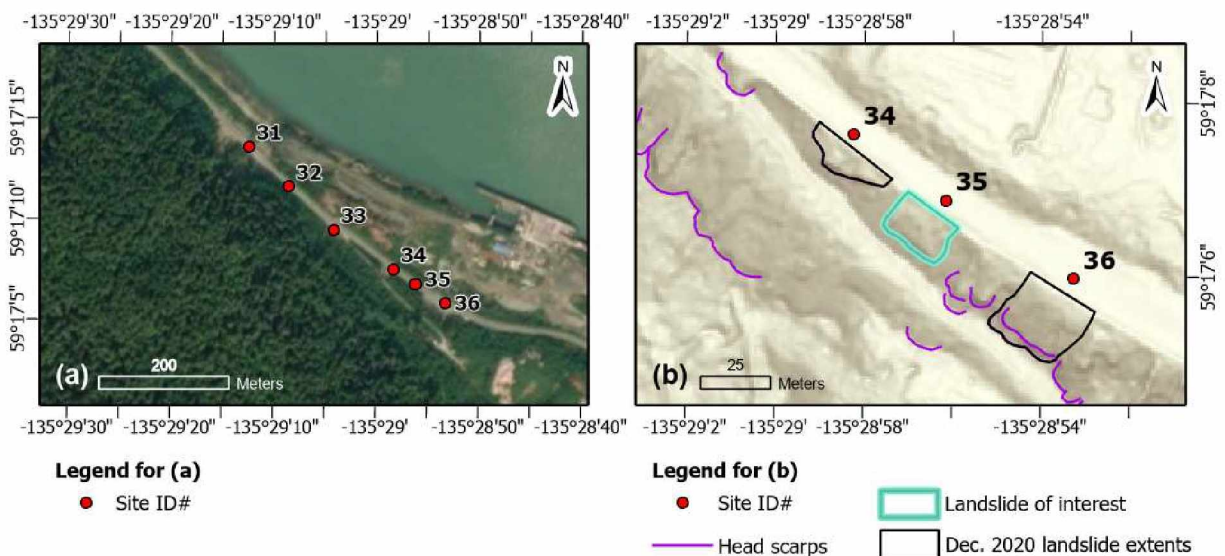 -135°29'20" -135°29'10" -135°29' -135°28'50" -135°28'40"
-135°29'2" -135°29' -135°28'58" -135°28'54"
59°17'15"
59°17'10"
59°17'5"
N
31
32
33
34
35
36
(a)
200
Meters
-135°29'30" -135°29'20" -135°29'10" -135°29' -135°28'50" -135°28'40"
N
34
35
36
59°17'8"
59°17'6"
(b)
25
Meters
-135°29'2" -135°29' -135°28'58" -135°28'54"
Legend for (a)
Site ID#
Legend for (b)
Site ID#
Landslide of interest
Head scarps
Dec. 2020 landslide extents